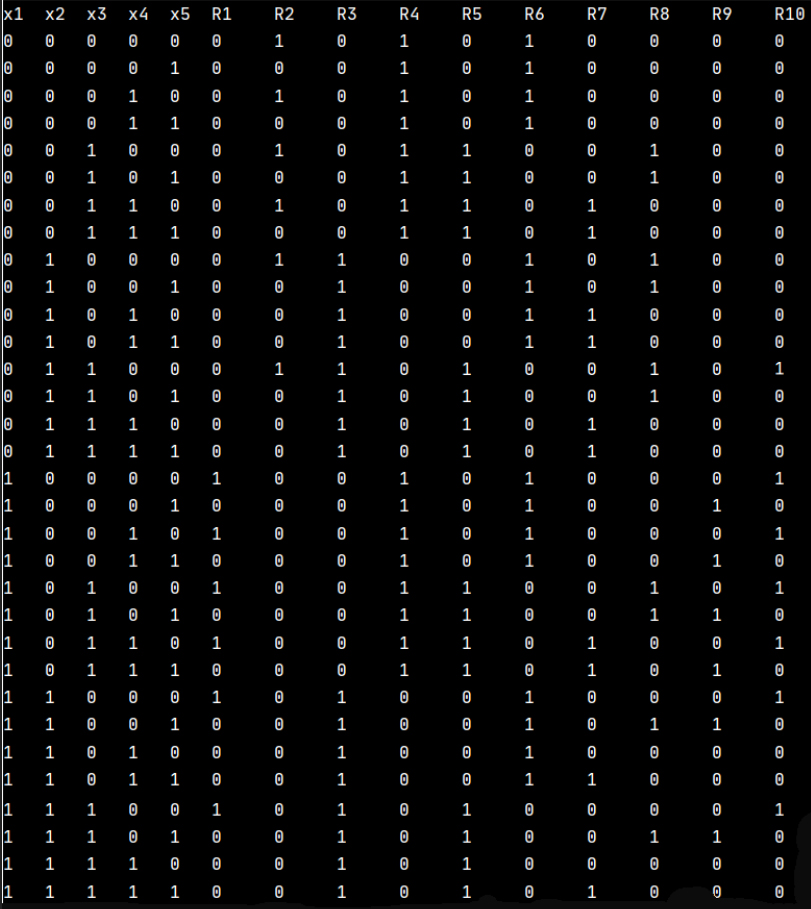 x1 x2 x3 x4 x5 R1 R2 R3 R4 R5 R6 R7 R8 R9 R10
0 0 0 0 0 0 1 0 1 0 1 0 0 0 0
0 0 0 0 1 0 0 0 1 0 1 0 0 0 0
0 0 0 1 0 0 1 0 1 0 1 0 0 0 0
0 0 0 1 1 0 0 0 1 0 1 0 0 0 0
0 0 1 0 0 0 1 0 1 1 0 0 1 0 0
0 0 1 0 1 0 0 0 1 1 0 0 1 0 0
0 0 1 1 0 0 1 0 1 1 0 1 0 0 0
0 0 1 1 1 0 0 0 1 1 0 1 0 0 0
0 1 0 0 0 0 1 1 0 0 1 0 1 0 0
0 1 0 0 1 0 0 1 0 0 1 0 1 0 0
0 1 0 1 0 0 0 1 0 0 1 1 0 0 0
0 1 0 1 1 0 0 1 0 0 1 1 0 0 0
0 1 1 0 0 0 1 1 0 1 0 0 1 0 1
0 1 1 0 1 0 0 1 0 1 0 0 1 0 0
0 1 1 1 0 0 0 1 0 1 0 1 0 0 0
0 1 1 1 1 0 0 1 0 1 0 1 0 0 0
1 0 0 0 0 1 0 0 1 0 1 0 0 0 1
1 0 0 0 1 0 0 0 1 0 1 0 0 1 0
1 0 0 1 0 1 0 0 1 0 1 0 0 0 1
1 0 0 1 1 0 0 0 1 0 1 0 0 1 0
1 0 1 0 0 1 0 0 1 1 0 0 1 0 1
1 0 1 0 1 0 0 0 1 1 0 0 1 1 0
1 0 1 1 0 1 0 0 1 1 0 1 0 0 1
1 0 1 1 1 0 0 0 1 1 0 1 0 1 0
1 1 0 0 0 1 0 1 0 0 1 0 0 0 1
1 1 0 0 1 0 0 1 0 0 1 0 1 1 0
1 1 0 1 0 0 0 1 0 0 1 0 0 0 0
1 1 0 1 1 0 0 1 0 0 1 1 0 0 0
1 1 1 0 0 1 0 1 0 1 0 0 0 0 1
1 1 1 0 1 0 0 1 0 1 0 0 1 1 0
1 1 1 1 0 0 0 1 0 1 0 0 0 0 0
1 1 1 1 1 0 0 1 0 1 0 1 0 0 0